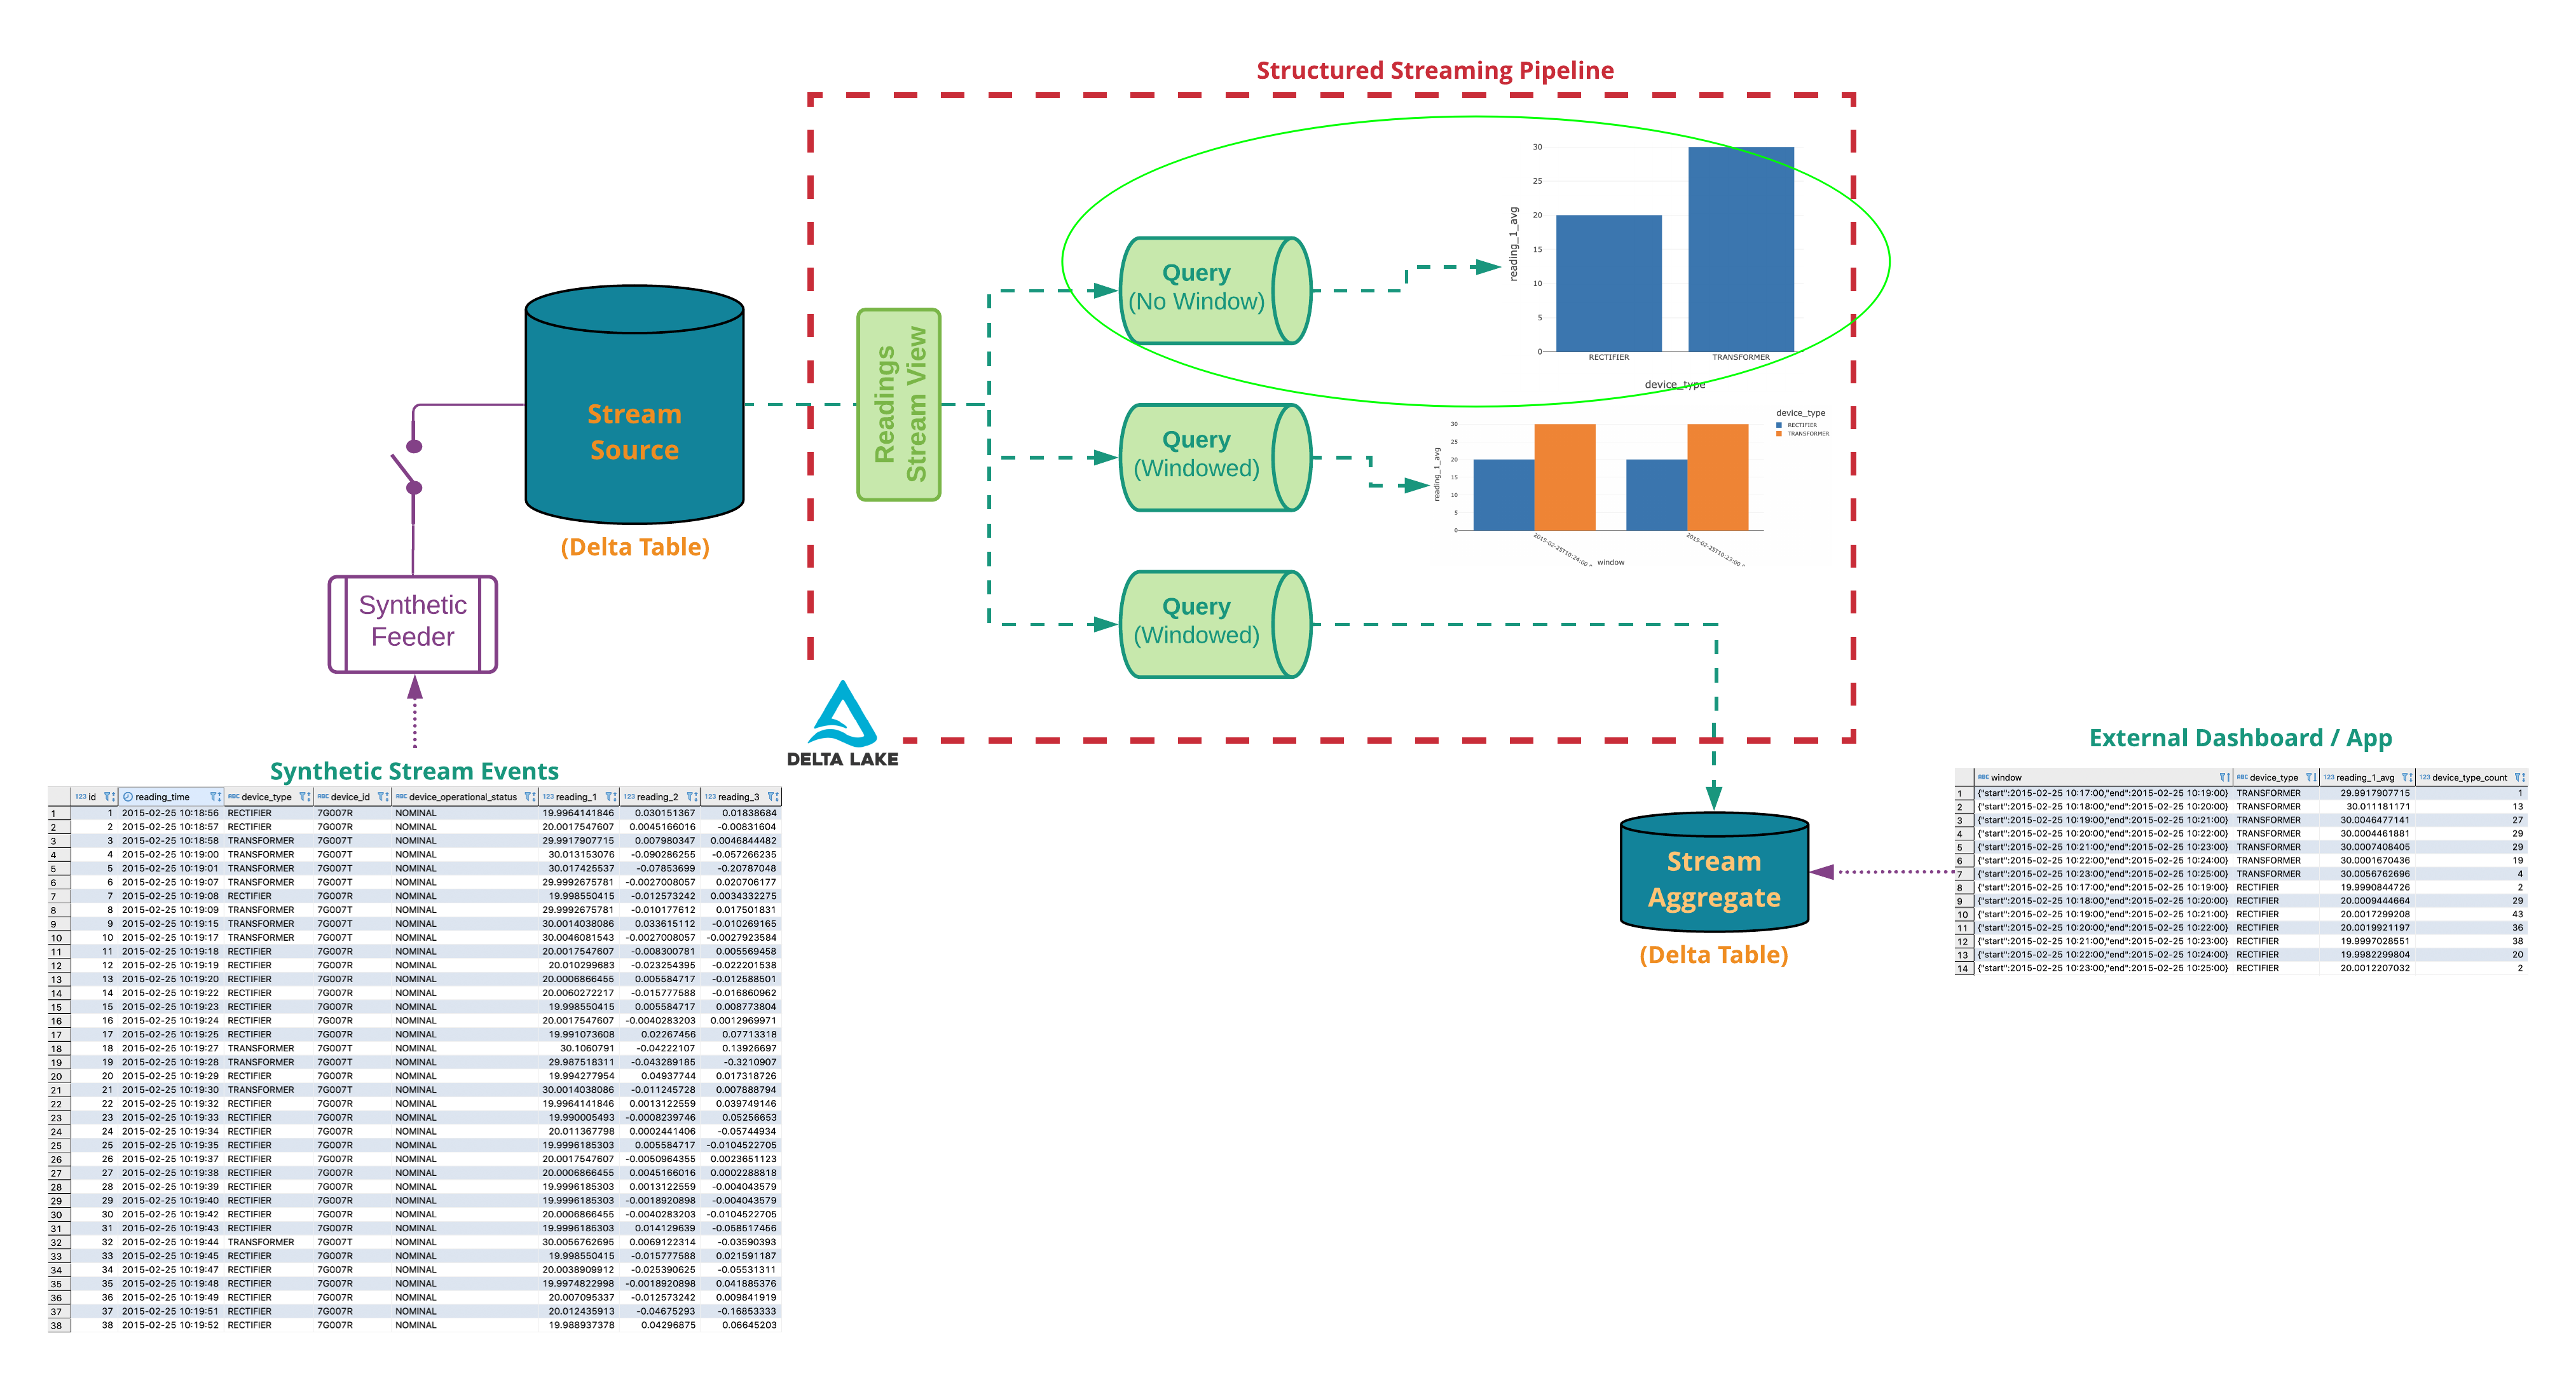 Structured Streaming Pipeline
30
25
20
15
10
5
0
reading_1_avg
RECTIFIER TRANSFORMER
device_type
Query
(No Window)
Stream
Source
(Delta Table)
Readings
Stream View
Query
(Windowed)
device_type
RECTIFIER
TRANSFORMER
30
25
20
15
10
5
0
reading_1_avg
2015-02-25T10:24:00.0 2015-02-25T10:23:00.0
window
Synthetic
Feeder
Query
(Windowed)
DELTA LAKE
Synthetic Stream Events
123 id reading_time ABC device_type ABC device_id ABC device_operational_status 123 reading_1 123 reading_2 123 reading_3
1 1 2015-02-25 10:18:56 RECTIFIER 7G007R NOMINAL 19.9964141846 0.030151367 0.01838684
2 2 2015-02-25 10:18:57 RECTIFIER 7G007R NOMINAL 20.0017547607 0.0045166016 -0.00831604
3 3 2015-02-25 10:18:58 TRANSFORMER 7G007T NOMINAL 29.9917907715 0.007980347 0.0046844482
4 4 2015-02-25 10:19:00 TRANSFORMER 7G007T NOMINAL 30.013153076 -0.090286255 -0.057266235
5 5 2015-02-25 10:19:01 TRANSFORMER 7G007T NOMINAL 30.017425537 -0.07853699 -0.20787048
6 6 2015-02-25 10:19:07 TRANSFORMER 7G007T NOMINAL 29.9992675781 -0.0027008057 0.020706177
7 7 2015-02-25 10:19:08 RECTIFIER 7G007R NOMINAL 19.998550415 -0.012573242 0.0034332275
8 8 2015-02-25 10:19:09 TRANSFORMER 7G007T NOMINAL 29.9992675781 -0.010177612 0.017501831
9 9 2015-02-25 10:19:15 TRANSFORMER 7G007T NOMINAL 30.0014038086 0.033615112 -0.010269165
10 10 2015-02-25 10:19:17 TRANSFORMER 7G007T NOMINAL 30.0046081543 -0.0027008057 -0.0027923584
11 11 2015-02-25 10:19:18 RECTIFIER 7G007R NOMINAL 20.0017547607 -0.008300781 0.005569458
12 12 2015-02-25 10:19:19 RECTIFIER 7G007R NOMINAL 20.010299683 -0.023254395 -0.022201538
13 13 2015-02-25 10:19:20 RECTIFIER 7G007R NOMINAL 20.0006866455 0.005584717 -0.012588501
14 14 2015-02-25 10:19:22 RECTIFIER 7G007R NOMINAL 20.0060272217 -0.015777588 -0.016860962
15 15 2015-02-25 10:19:23 RECTIFIER 7G007R NOMINAL 19.998550415 0.005584717 0.008773804
16 16 2015-02-25 10:19:24 RECTIFIER 7G007R NOMINAL 20.0017547607 -0.0040283203 0.0012969971
17 17 2015-02-25 10:19:25 RECTIFIER 7G007R NOMINAL 19.991073608 0.02267456 0.07713318
18 18 2015-02-25 10:19:27 TRANSFORMER 7G007T NOMINAL 30.1060791 -0.04222107 0.13926697
19 19 2015-02-25 10:19:28 TRANSFORMER 7G007T NOMINAL 29.987518311 -0.043289185 -0.3210907
20 20 2015-02-25 10:19:29 RECTIFIER 7G007R NOMINAL 19.994277954 0.04937744 0.017318726
21 21 2015-02-25 10:19:30 TRANSFORMER 7G007T NOMINAL 30.0014038086 -0.011245728 0.007888794
22 22 2015-02-25 10:19:32 RECTIFIER 7G007R NOMINAL 19.9964141846 0.0013122559 0.039749146
23 23 2015-02-25 10:19:33 RECTIFIER 7G007R NOMINAL 19.990005493 -0.0008239746 0.05256653
24 24 2015-02-25 10:19:34 RECTIFIER 7G007R NOMINAL 20.011367798 0.0002441406 -0.05744934
25 25 2015-02-25 10:19:35 RECTIFIER 7G007R NOMINAL 19.9996185303 0.005584717 -0.0104522705
26 26 2015-02-25 10:19:37 RECTIFIER 7G007R NOMINAL 20.0017547607 -0.0050964355 0.0023651123
27 27 2015-02-25 10:19:38 RECTIFIER 7G007R NOMINAL 20.0006866455 0.0045166016 0.0002288818
28 28 2015-02-25 10:19:39 RECTIFIER 7G007R NOMINAL 19.9996185303 0.0013122559 -0.004043579
29 29 2015-02-25 10:19:40 RECTIFIER 7G007R NOMINAL 19.9996185303 -0.0018920898 -0.004043579
30 30 2015-02-25 10:19:42 RECTIFIER 7G007R NOMINAL 20.0006866455 -0.0040283203 -0.0104522705
31 31 2015-02-25 10:19:43 RECTIFIER 7G007R NOMINAL 19.9996185303 0.014129639 -0.058517456
32 32 2015-02-25 10:19:44 TRANSFORMER 7G007T NOMINAL 30.0056762695 0.0069122314 -0.03590393
33 33 2015-02-25 10:19:45 RECTIFIER 7G007R NOMINAL 19.998550415 -0.015777588 0.021591187
34 34 2015-02-25 10:19:47 RECTIFIER 7G007R NOMINAL 20.0038909912 -0.025390625 -0.05531311
35 35 2015-02-25 10:19:48 RECTIFIER 7G007R NOMINAL 19.9974822998 -0.0018920898 0.041885376
36 36 2015-02-25 10:19:49 RECTIFIER 7G007R NOMINAL 20.007095337 -0.012573242 0.009841919
37 37 2015-02-25 10:19:51 RECTIFIER 7G007R NOMINAL 20.012435913 -0.04675293 -0.16853333
38 38 2015-02-25 10:19:52 RECTIFIER 7G007R NOMINAL 19.988937378 0.04296875 0.06645203
Stream
Aggregate
(Delta Table)
External Dashboard / App
ABC window ABC device_type 123 reading_1_avg 123 device_type_count
1 {"start":2015-02-25 10:17:00,"end":2015-02-25 10:19:00} TRANSFORMER 29.9917907715 1
2 {"start":2015-02-25 10:18:00,"end":2015-02-25 10:20:00} TRANSFORMER 30.011181171 13
3 {"start":2015-02-25 10:19:00,"end":2015-02-25 10:21:00} TRANSFORMER 30.0046477141 27
4 {"start":2015-02-25 10:20:00,"end":2015-02-25 10:22:00} TRANSFORMER 30.0004461881 29
5 {"start":2015-02-25 10:21:00,"end":2015-02-25 10:23:00} TRANSFORMER 30.0007408405 29
6 {"start":2015-02-25 10:22:00,"end":2015-02-25 10:24:00} TRANSFORMER 30.0001670436 19
7 {"start":2015-02-25 10:23:00,"end":2015-02-25 10:25:00} TRANSFORMER 30.0056762696 4
8 {"start":2015-02-25 10:17:00,"end":2015-02-25 10:19:00} RECTIFIER 19.9990844726 2
9 {"start":2015-02-25 10:18:00,"end":2015-02-25 10:20:00} RECTIFIER 20.0009444664 29
10 {"start":2015-02-25 10:19:00,"end":2015-02-25 10:21:00} RECTIFIER 20.0017299208 43
11 {"start":2015-02-25 10:20:00,"end":2015-02-25 10:22:00} RECTIFIER 20.0019921197 36
12 {"start":2015-02-25 10:21:00,"end":2015-02-25 10:23:00} RECTIFIER 19.9997028551 38
13 {"start":2015-02-25 10:22:00,"end":2015-02-25 10:24:00} RECTIFIER 19.9982299804 20
14 {"start":2015-02-25 10:23:00,"end":2015-02-25 10:25:00} RECTIFIER 20.0012207032 2